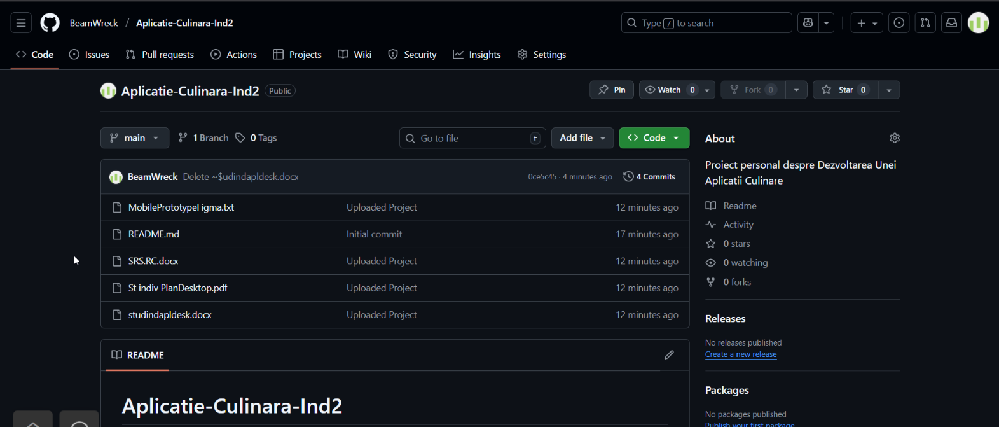 BeamWreck / Aplicatie-Culinara-Ind2
Type / to search
Code Issues Pull requests Actions Projects Wiki Security Insights Settings
Aplicatie-Culinara-Ind2 Public
Pin Watch 0 Fork 0 Star 0
main 1 Branch 0 Tags
Go to file t Add file Code
BeamWreck Delete ~$udindapldesk.docx 0ce5c45 · 4 minutes ago 4 Commits
MobilePrototypeFigma.txt Uploaded Project 12 minutes ago
README.md Initial commit 17 minutes ago
SRS.RC.docx Uploaded Project 12 minutes ago
St indiv PlanDesktop.pdf Uploaded Project 12 minutes ago
studindapldesk.docx Uploaded Project 12 minutes ago
README
Aplicatie-Culinara-Ind2
About
Proiect personal despre Dezvoltarea Unei
Aplicatii Culinare
Readme
Activity
0 stars
0 watching
0 forks
Releases
No releases published
Create a new release
Packages
No packages published
Publish your first package